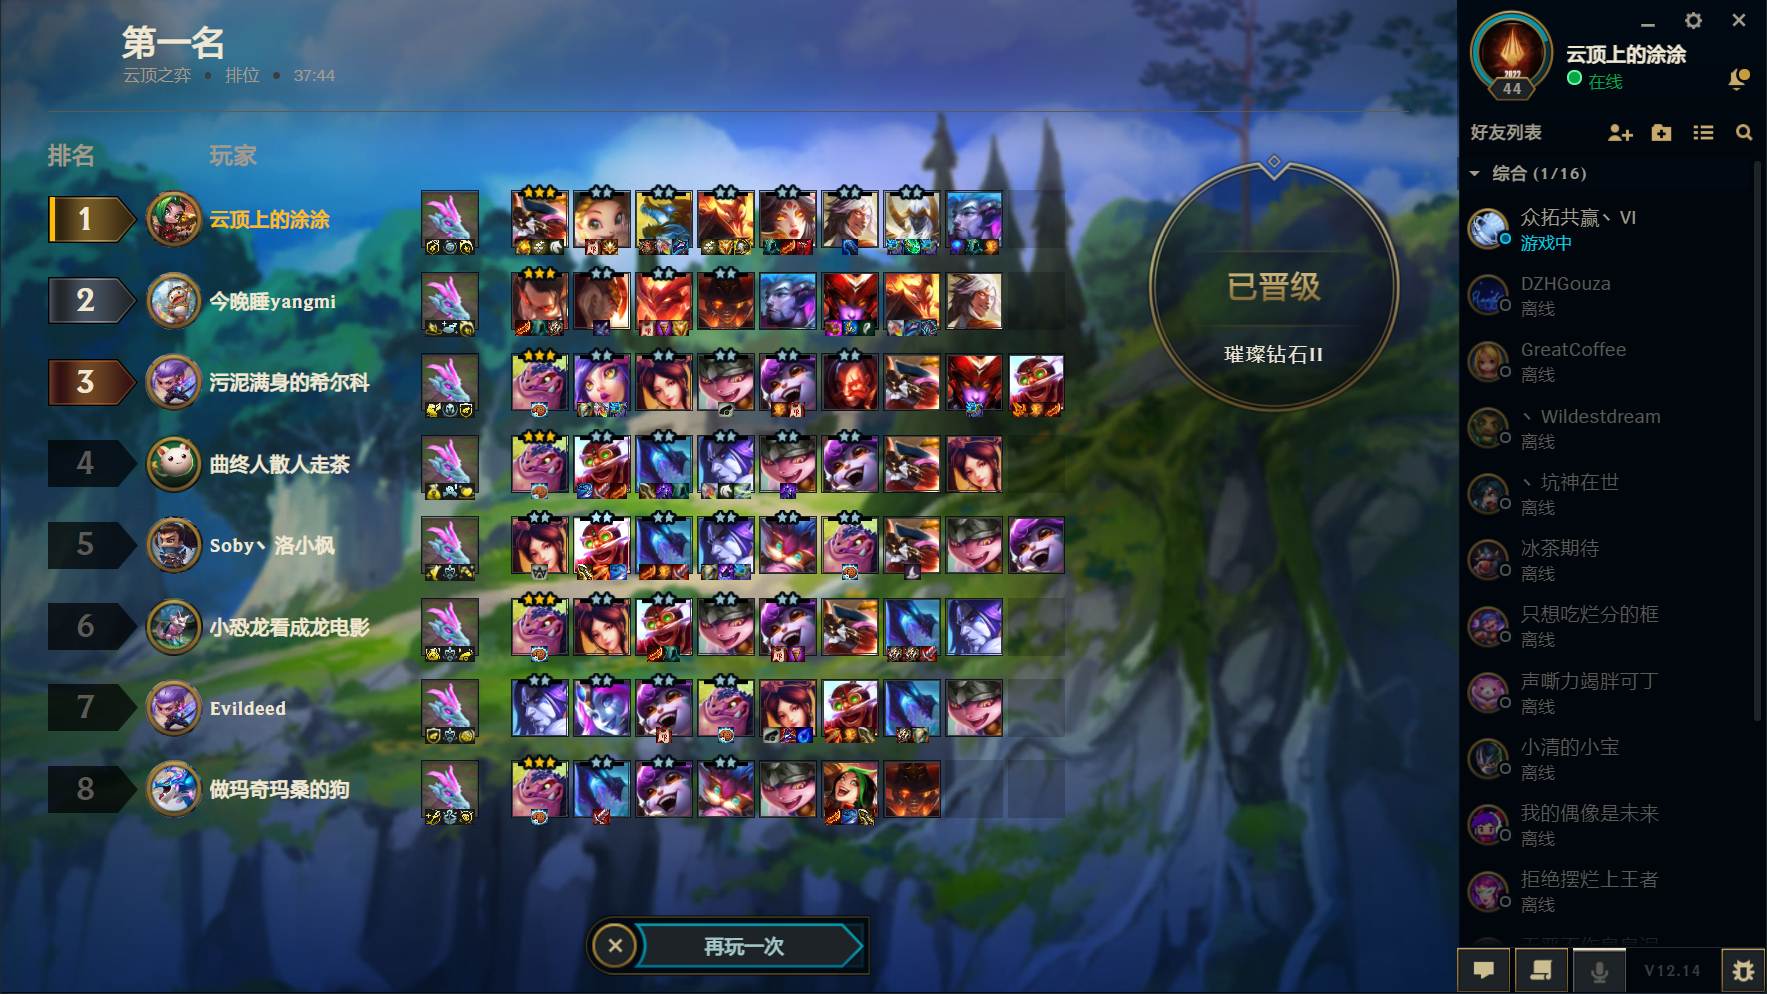 第一名
云顶之弈 • 排位 • 37:44
排名 玩家
1 云顶上的涂涂
2 今晚睡yangmi
3 污泥满身的希尔科
4 曲终人散人走茶
5 Soby丶洛小枫
6 小恐龙看成龙电影
7 Evildeed
8 做玛奇玛桑的狗
已晋级
璀璨钻石II
再玩一次
2022
44
云顶上的涂涂
在线
好友列表
综合 (1/16)
众拓共赢丶VI
游戏中
DZHGouza
离线
GreatCoffee
离线
丶Wildestdream
离线
丶坑神在世
离线
冰茶期待
离线
只想吃烂分的框
离线
声嘶力竭胖可丁
离线
小清的小宝
离线
我的偶像是未来
离线
拒绝摆烂上王者
离线
V12.14